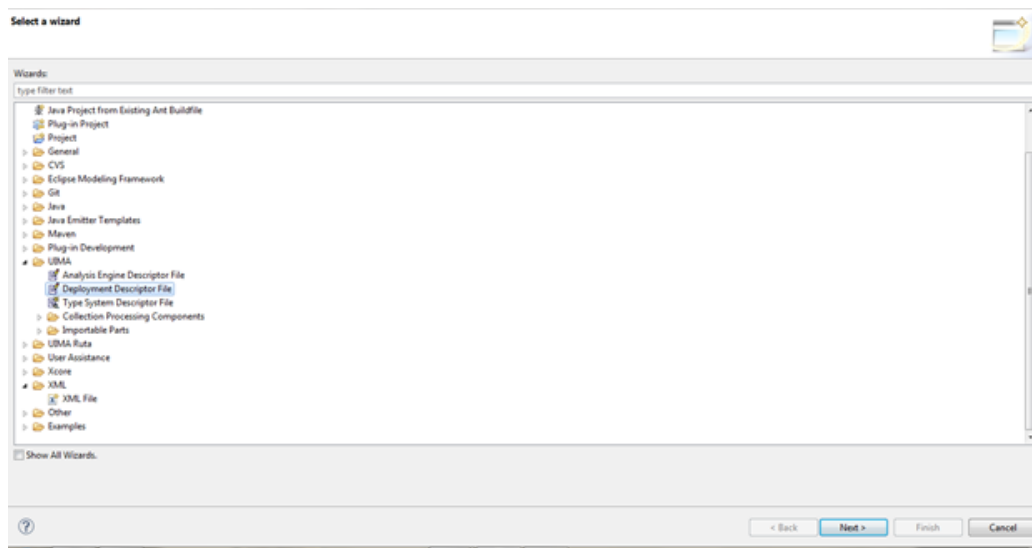 Select a wizard
Wizards:
type filter text
Java Project from Existing Ant Buildfile
Plug-in Project
Project
General
CVS
Eclipse Modeling Framework
Git
Java
Java Emitter Templates
Maven
Plug-in Development
UIMA
Analysis Engine Descriptor File
Deployment Descriptor File
Type System Descriptor File
Collection Processing Components
Importable Parts
UIMA Ruta
User Assistance
Xcore
XML
XML File
Other
Examples
Show All Wizards.
? < Back Next > Finish Cancel